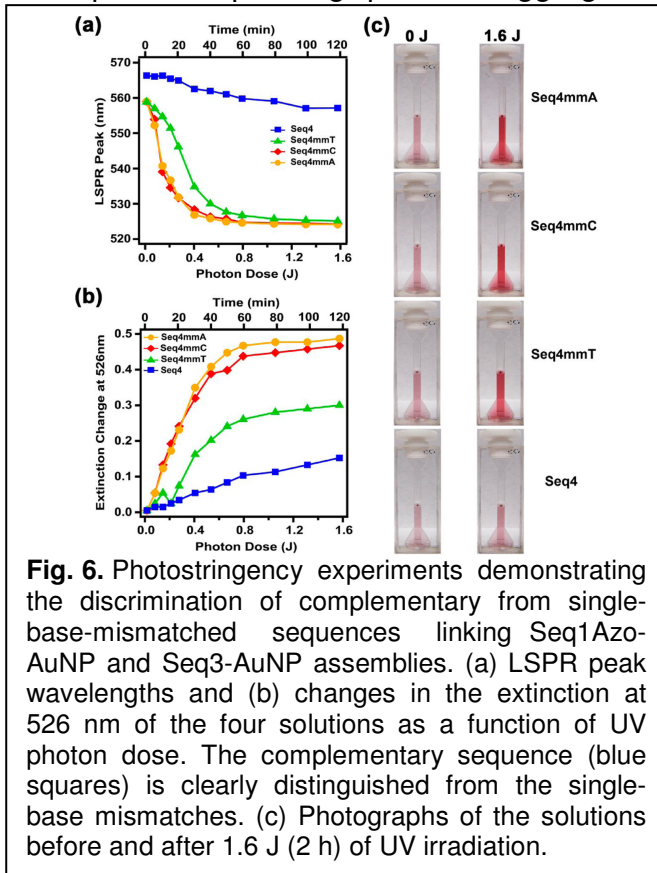 (a)
Time (min)
0 20 40 60 80 100 120
570
560
550
540
530
520
LSPR Peak (nm)
Seq4
Seq4mmT
Seq4mmC
Seq4mmA
0.0 0.4 0.8 1.2 1.6
Photon Dose (J)
(b)
Time (min)
0 20 40 60 80 100 120
0.5
0.4
0.3
0.2
0.1
0.0
Extinction Change at 526nm
Seq4mmA
Seq4mmC
Seq4mmT
Seq4
0.0 0.4 0.8 1.2 1.6
Photon Dose (J)
(c)
0 J 1.6 J
Seq4mmA
Seq4mmC
Seq4mmT
Seq4
Fig. 6. Photostringency experiments demonstrating
the discrimination of complementary from single-
base-mismatched sequences linking Seq1Azo-
AuNP and Seq3-AuNP assemblies. (a) LSPR peak
wavelengths and (b) changes in the extinction at
526 nm of the four solutions as a function of UV
photon dose. The complementary sequence (blue
squares) is clearly distinguished from the single-
base mismatches. (c) Photographs of the solutions
before and after 1.6 J (2 h) of UV irradiation.